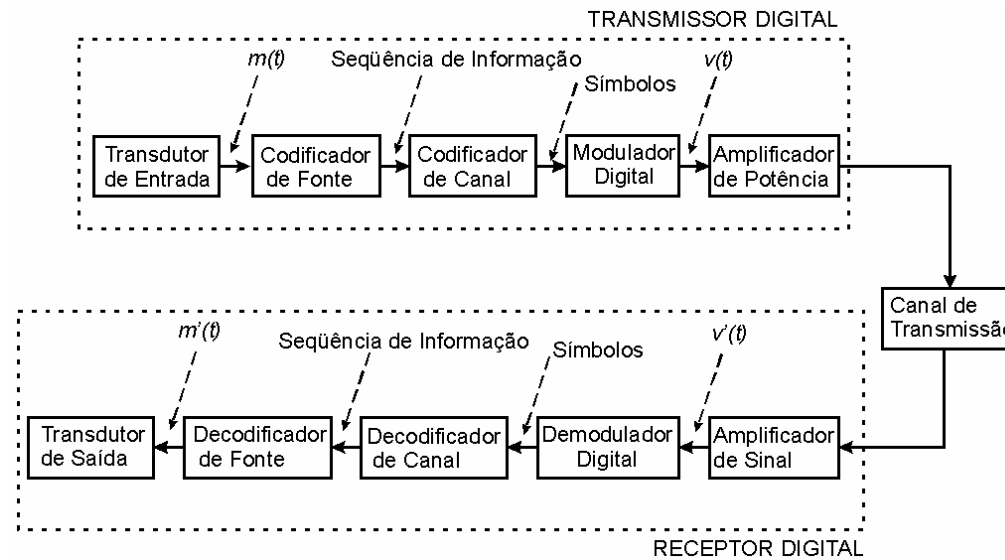 TRANSMISSOR DIGITAL
m(t)
Seqüência de Informação
Símbolos
v(t)
Transdutor
de Entrada
Codificador
de Fonte
Codificador
de Canal
Modulador
Digital
Amplificador
de Potência
Canal de
Transmissão
m'(t)
Seqüência de Informação
Símbolos
v'(t)
Transdutor
de Saída
Decodificador
de Fonte
Decodificador
de Canal
Demodulador
Digital
Amplificador
de Sinal
RECEPTOR DIGITAL